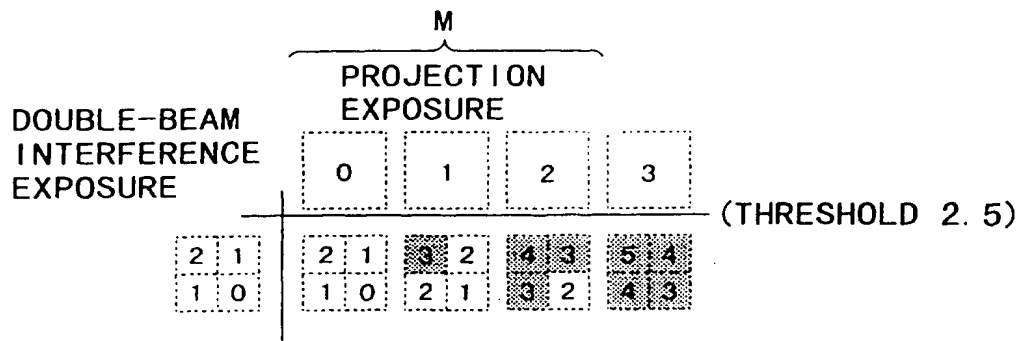 M
PROJECTION
EXPOSURE
DOUBLE-BEAM
INTERFERENCE
EXPOSURE
0 1 2 3
(THRESHOLD 2.5)
2 1 2 1 3 2 4 3 5 4
1 0 1 0 2 1 3 2 4 3